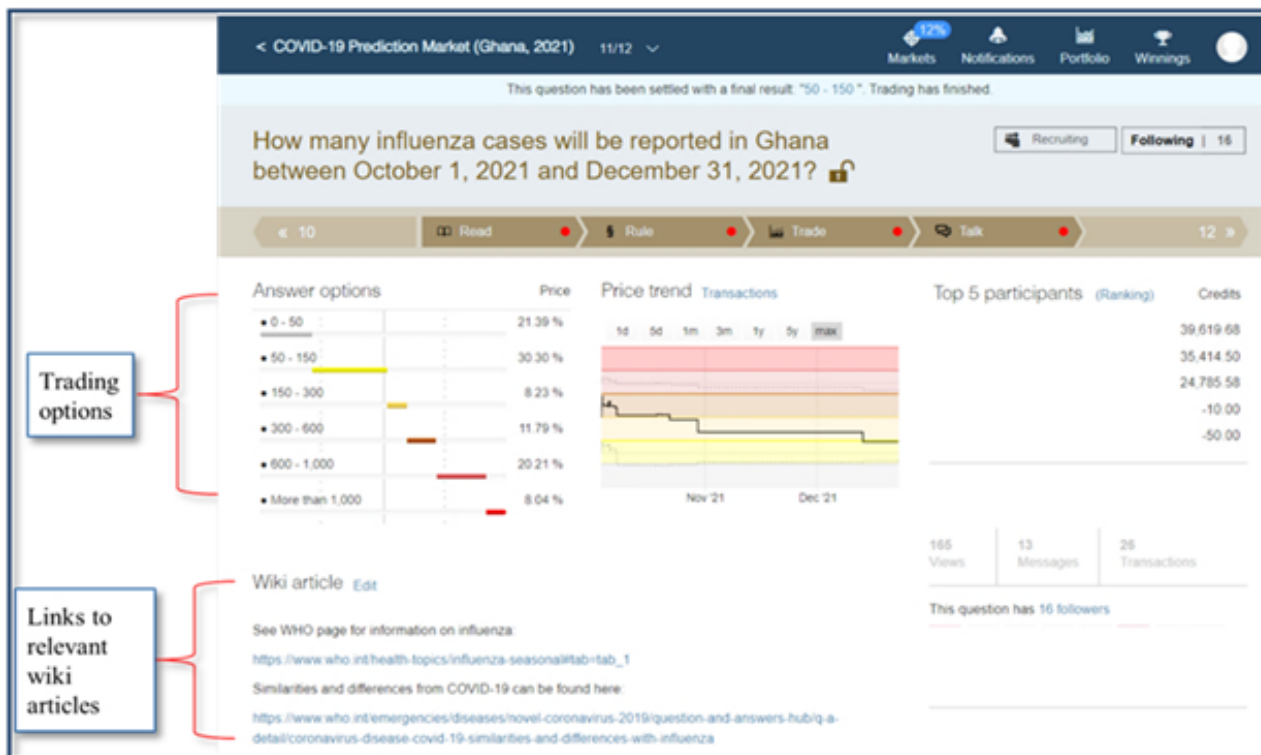 < COVID-19 Prediction Market (Ghana, 2021) 11/12
12%
Markets Notifications Portfolio Winnings
This question has been settled with a final result: "50 - 150 ". Trading has finished.
How many influenza cases will be reported in Ghana
between October 1, 2021 and December 31, 2021?
Recruiting Following | 16
« 10 Read § Rule Trade Talk 12 »
Trading
options
Answer options Price
• 0 - 50 21.39 %
• 50 - 150 30.30 %
• 150 - 300 8.23 %
• 300 - 600 11.79 %
• 600 - 1,000 20.21 %
• More than 1,000 8.04 %
Price trend Transactions
1d 5d 1m 3m 1y 5y max
Nov '21 Dec '21
Top 5 participants (Ranking) Credits
39,619.68
35,414.50
24,785.58
-10.00
-50.00
165 13 26
Views Messages Transactions
This question has 16 followers
Links to
relevant
wiki
articles
Wiki article Edit
See WHO page for information on influenza:
https://www.who.int/health-topics/influenza-seasonal#tab=tab_1
Similarities and differences from COVID-19 can be found here:
https://www.who.int/emergencies/diseases/novel-coronavirus-2019/question-and-answers-hub/q-a-
detail/coronavirus-disease-covid-19-similarities-and-differences-with-influenza